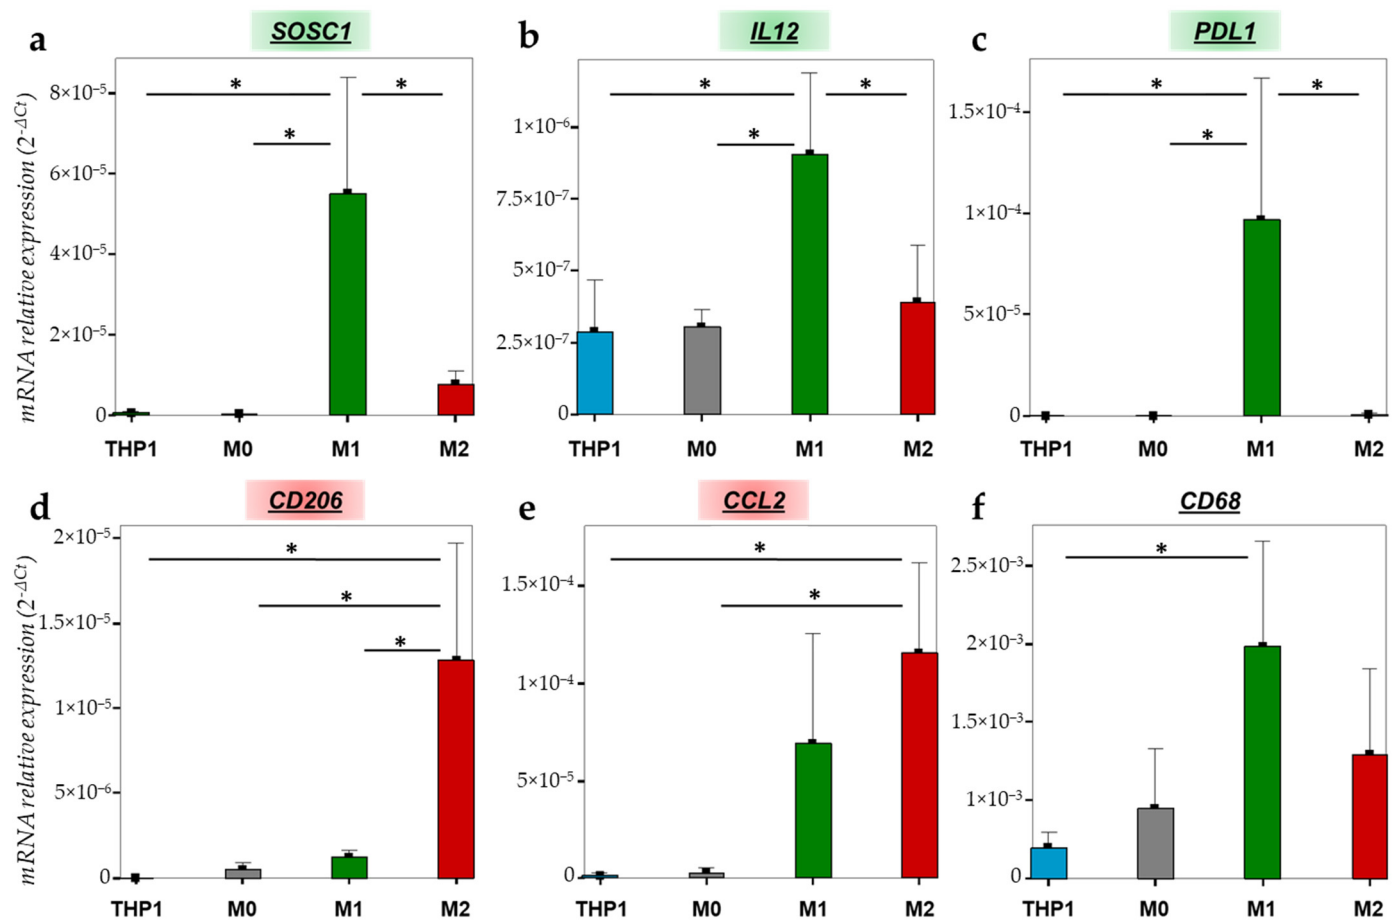 a
SOSC1
mRNA relative expression (2^-ΔCt)
8×10⁻⁵
6×10⁻⁵
4×10⁻⁵
2×10⁻⁵
0
*
*
*
THP1 M0 M1 M2
b
IL12
1×10⁻⁶
7.5×10⁻⁷
5×10⁻⁷
2.5×10⁻⁷
0
*
*
*
THP1 M0 M1 M2
c
PDL1
1.5×10⁻⁴
1×10⁻⁴
5×10⁻⁵
0
*
*
*
THP1 M0 M1 M2
d
CD206
mRNA relative expression (2^-ΔCt)
2×10⁻⁵
1.5×10⁻⁵
1×10⁻⁵
5×10⁻⁶
0
*
*
*
THP1 M0 M1 M2
e
CCL2
1.5×10⁻⁴
1×10⁻⁴
5×10⁻⁵
0
*
*
THP1 M0 M1 M2
f
CD68
2.5×10⁻³
2×10⁻³
1.5×10⁻³
1×10⁻³
0
*
THP1 M0 M1 M2